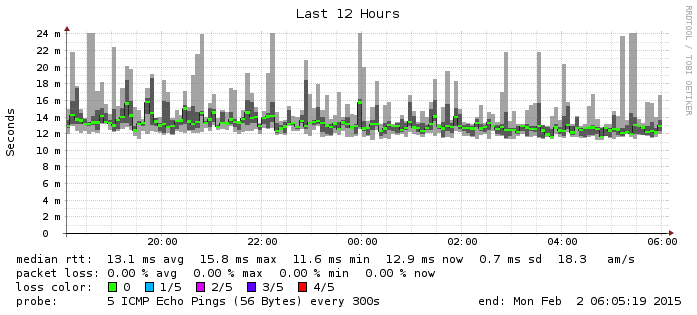 Last 12 Hours
RRDTOOL / TOBI OETIKER
Seconds
24 m
22 m
20 m
18 m
16 m
14 m
12 m
10 m
8 m
6 m
4 m
2 m
0
20:00 22:00 00:00 02:00 04:00 06:00
median rtt: 13.1 ms avg 15.8 ms max 11.6 ms min 12.9 ms now 0.7 ms sd 18.3 am/s
packet loss: 0.00 % avg 0.00 % max 0.00 % min 0.00 % now
loss color: 0 1/5 2/5 3/5 4/5
probe: 5 ICMP Echo Pings (56 Bytes) every 300s end: Mon Feb 2 06:05:19 2015